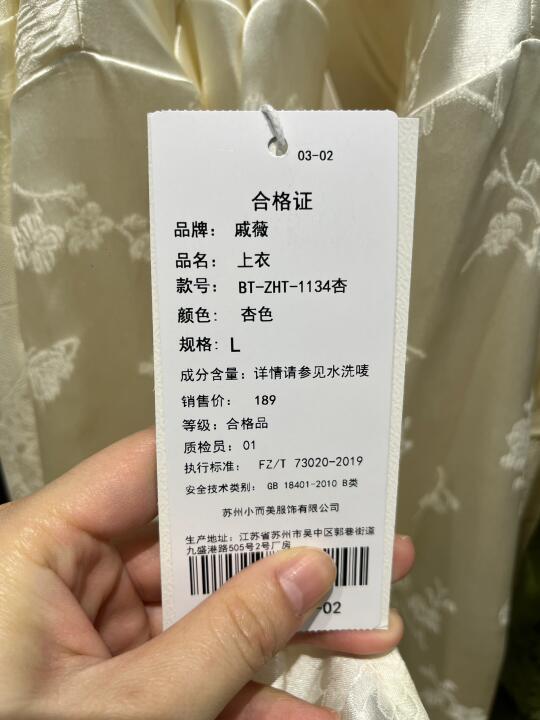 03-02
合格证
品牌： 戚薇
品名： 上衣
款号： BT-ZHT-1134杏
颜色: 杏色
规格: L
成分含量: 详情请参见水洗唛
销售价: 189
等级: 合格品
质检员: 01
执行标准: FZ/T 73020-2019
安全技术类别: GB 18401-2010 B类
苏州小而美服饰有限公司
生产地址: 江苏省苏州市吴中区郭巷街道
九盛港路505号2号厂房
-02